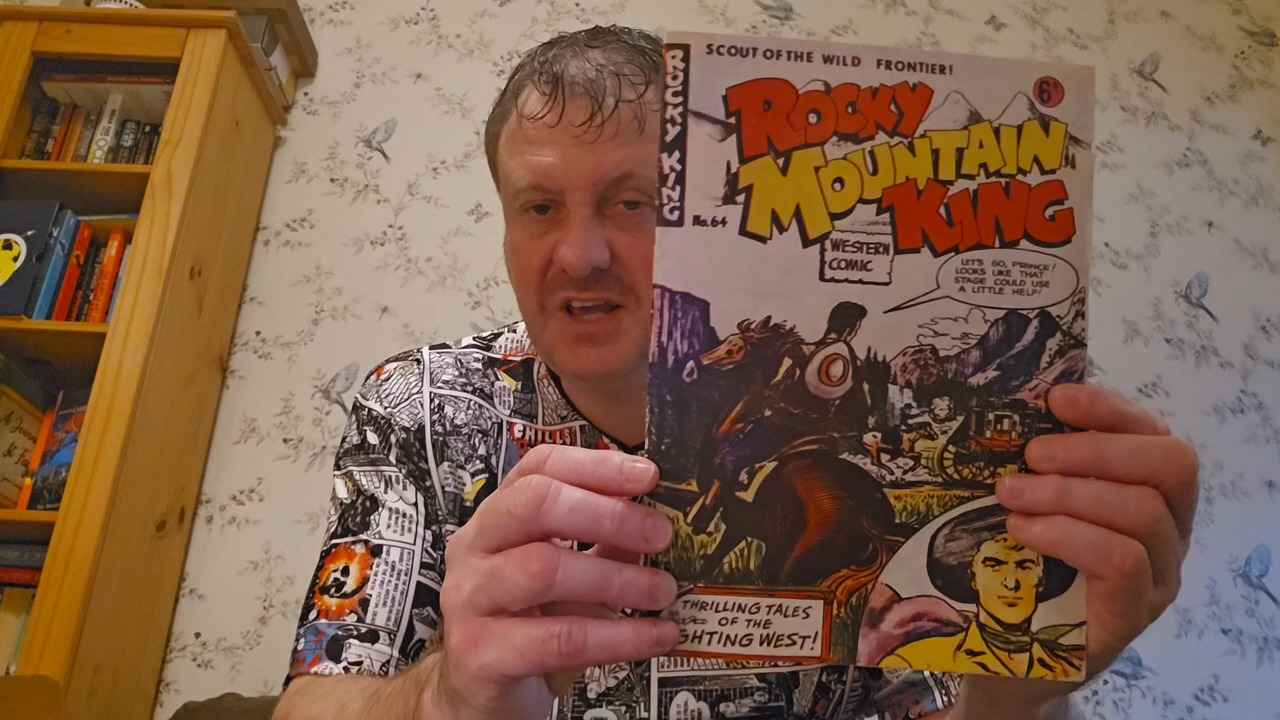 SCOUT OF THE WILD FRONTIER!
ROCKY KING
6D
ROCKY
MOUNTAIN
KING
No. 64
WESTERN
COMIC
LET'S GO, PRINCE!
LOOKS LIKE THAT
STAGE COULD USE
A LITTLE HELP!
THRILLING TALES
OF THE
GHTING WEST!
CHILLS